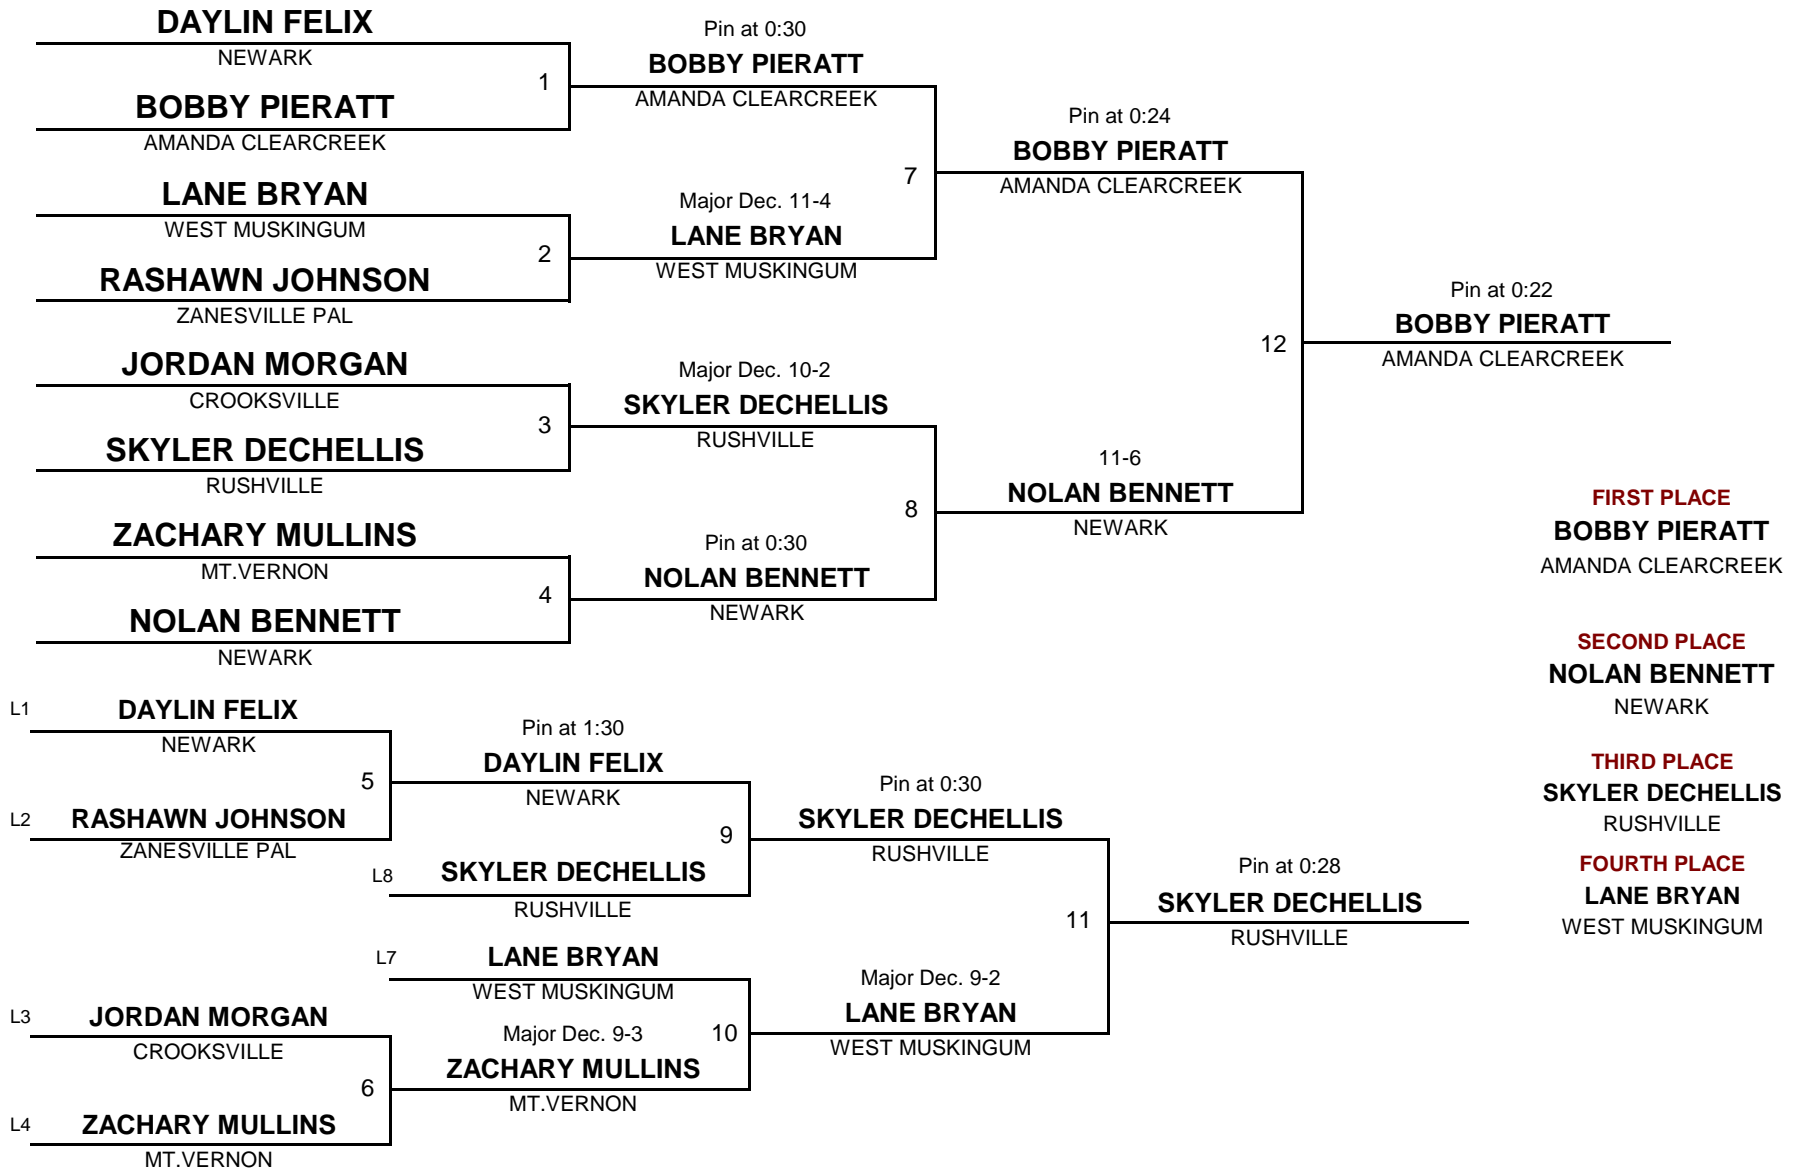 DAYLIN FELIX
NEWARK
1
BOBBY PIERATT
AMANDA CLEARCREEK
LANE BRYAN
WEST MUSKINGUM
2
RASHAWN JOHNSON
ZANESVILLE PAL
JORDAN MORGAN
CROOKSVILLE
3
SKYLER DECHELLIS
RUSHVILLE
ZACHARY MULLINS
MT.VERNON
4
NOLAN BENNETT
NEWARK
Pin at 0:30
BOBBY PIERATT
AMANDA CLEARCREEK
7
Major Dec. 11-4
LANE BRYAN
WEST MUSKINGUM
Major Dec. 10-2
SKYLER DECHELLIS
RUSHVILLE
8
Pin at 0:30
NOLAN BENNETT
NEWARK
Pin at 0:24
BOBBY PIERATT
AMANDA CLEARCREEK
12
11-6
NOLAN BENNETT
NEWARK
Pin at 0:22
BOBBY PIERATT
AMANDA CLEARCREEK
FIRST PLACE
BOBBY PIERATT
AMANDA CLEARCREEK
SECOND PLACE
NOLAN BENNETT
NEWARK
THIRD PLACE
SKYLER DECHELLIS
RUSHVILLE
FOURTH PLACE
LANE BRYAN
WEST MUSKINGUM
L1 DAYLIN FELIX
NEWARK
5
L2 RASHAWN JOHNSON
ZANESVILLE PAL
Pin at 1:30
DAYLIN FELIX
NEWARK
9
L8 SKYLER DECHELLIS
RUSHVILLE
L7 LANE BRYAN
WEST MUSKINGUM
10
L3 JORDAN MORGAN
CROOKSVILLE
6
L4 ZACHARY MULLINS
MT.VERNON
Major Dec. 9-3
ZACHARY MULLINS
MT.VERNON
Pin at 0:30
SKYLER DECHELLIS
RUSHVILLE
11
Major Dec. 9-2
LANE BRYAN
WEST MUSKINGUM
Pin at 0:28
SKYLER DECHELLIS
RUSHVILLE